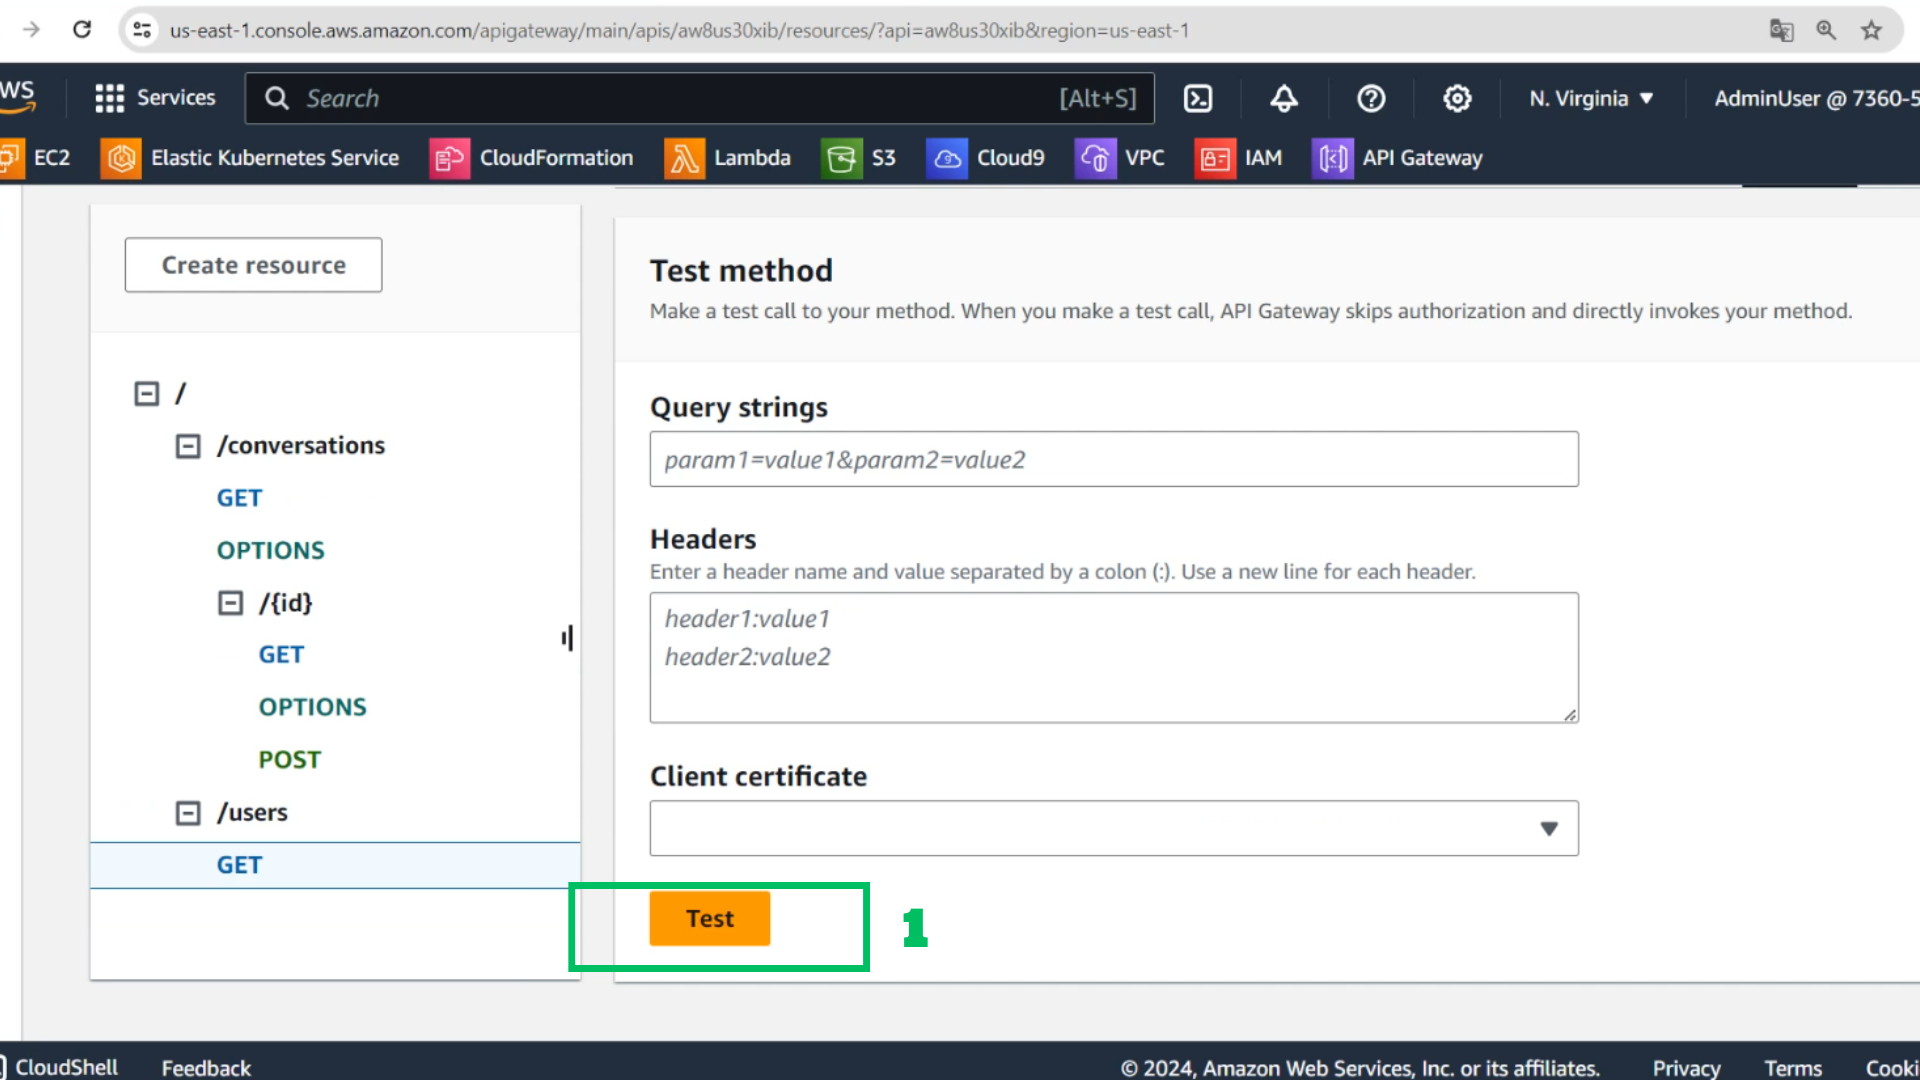 us-east-1.console.aws.amazon.com/apigateway/main/apis/aw8us30xib/resources/?api=aw8us30xib&region=us-east-1
Services
Search
[Alt+S]
N. Virginia
AdminUser @ 7360-5
EC2
Elastic Kubernetes Service
CloudFormation
Lambda
S3
Cloud9
VPC
IAM
API Gateway
Create resource
/
/conversations
GET
OPTIONS
/{id}
GET
OPTIONS
POST
/users
GET
Test method
Make a test call to your method. When you make a test call, API Gateway skips authorization and directly invokes your method.
Query strings
param1=value1&param2=value2
Headers
Enter a header name and value separated by a colon (:). Use a new line for each header.
header1:value1
header2:value2
Client certificate
Test
1
CloudShell
Feedback
© 2024, Amazon Web Services, Inc. or its affiliates.
Privacy
Terms